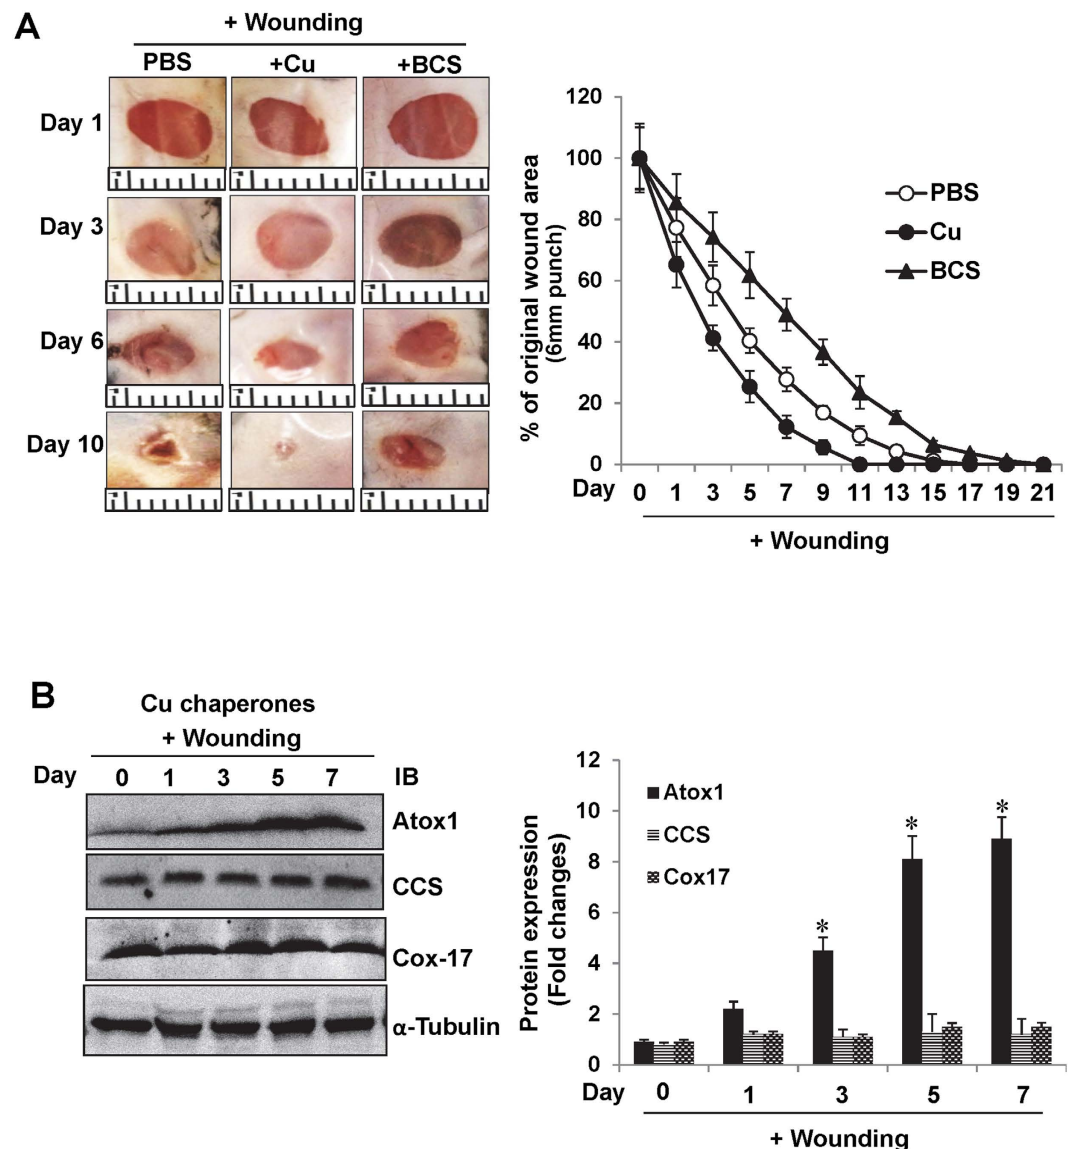 A
+ Wounding
PBS +Cu +BCS
Day 1
Day 3
Day 6
Day 10
% of original wound area
(6mm punch)
120
100
80
60
40
20
0
PBS
Cu
BCS
Day 0 1 3 5 7 9 11 13 15 17 19 21
+ Wounding
B
Cu chaperones
+ Wounding
Day 0 1 3 5 7 IB
Atox1
CCS
Cox-17
α-Tubulin
Protein expression
(Fold changes)
12
10
8
6
4
2
0
Atox1
CCS
Cox17
*
*
*
Day 0 1 3 5 7
+ Wounding